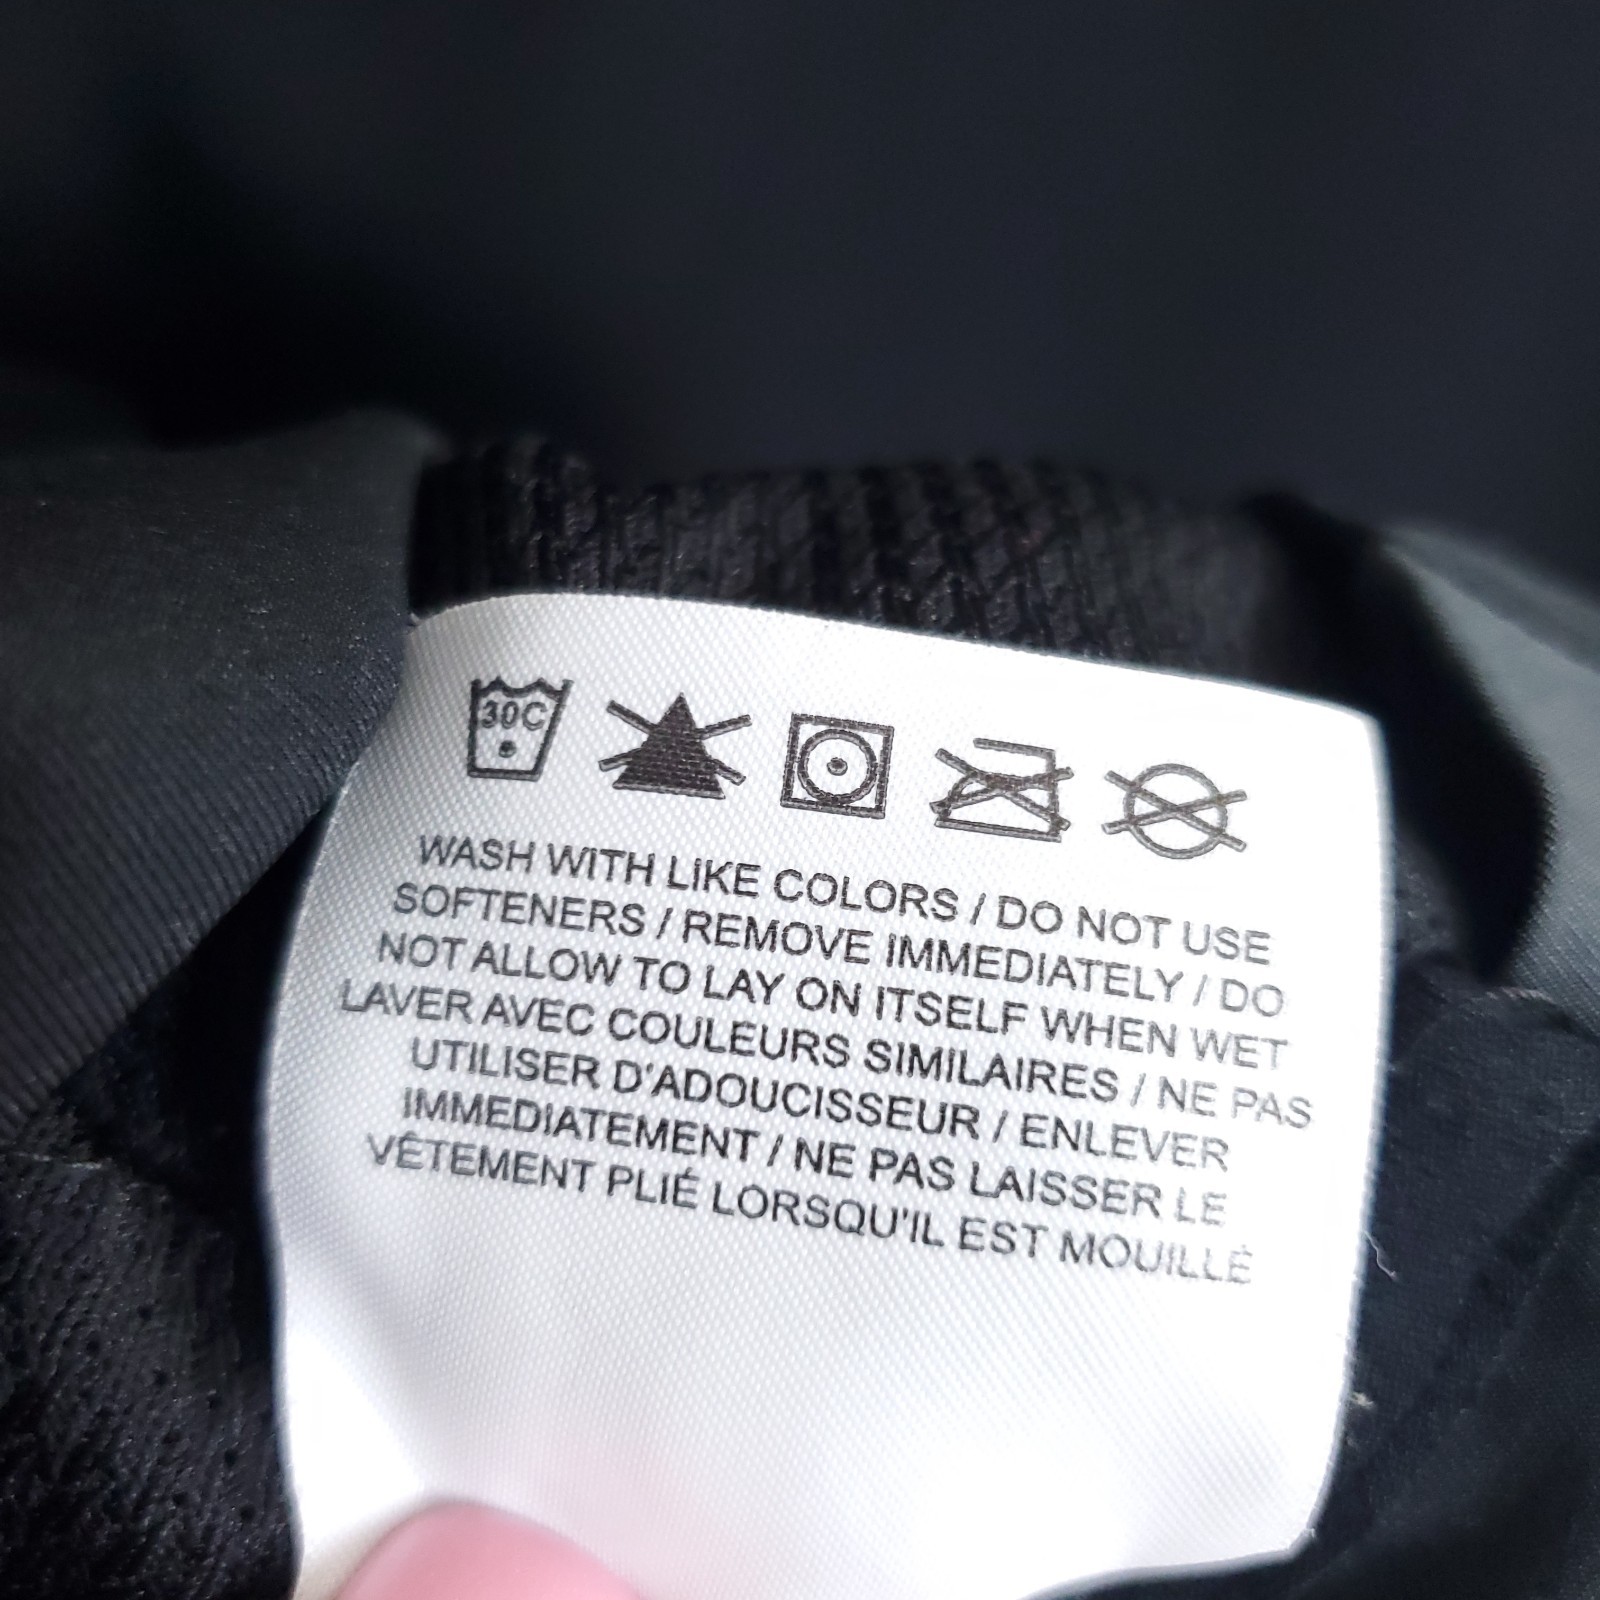 30C
WASH WITH LIKE COLORS / DO NOT USE
SOFTENERS / REMOVE IMMEDIATELY / DO
NOT ALLOW TO LAY ON ITSELF WHEN WET
LAVER AVEC COULEURS SIMILAIRES / NE PAS
UTILISER D'ADOUCISSEUR / ENLEVER
IMMEDIATEMENT / NE PAS LAISSER LE
VÊTEMENT PLIÉ LORSQU'IL EST MOUILLÉ